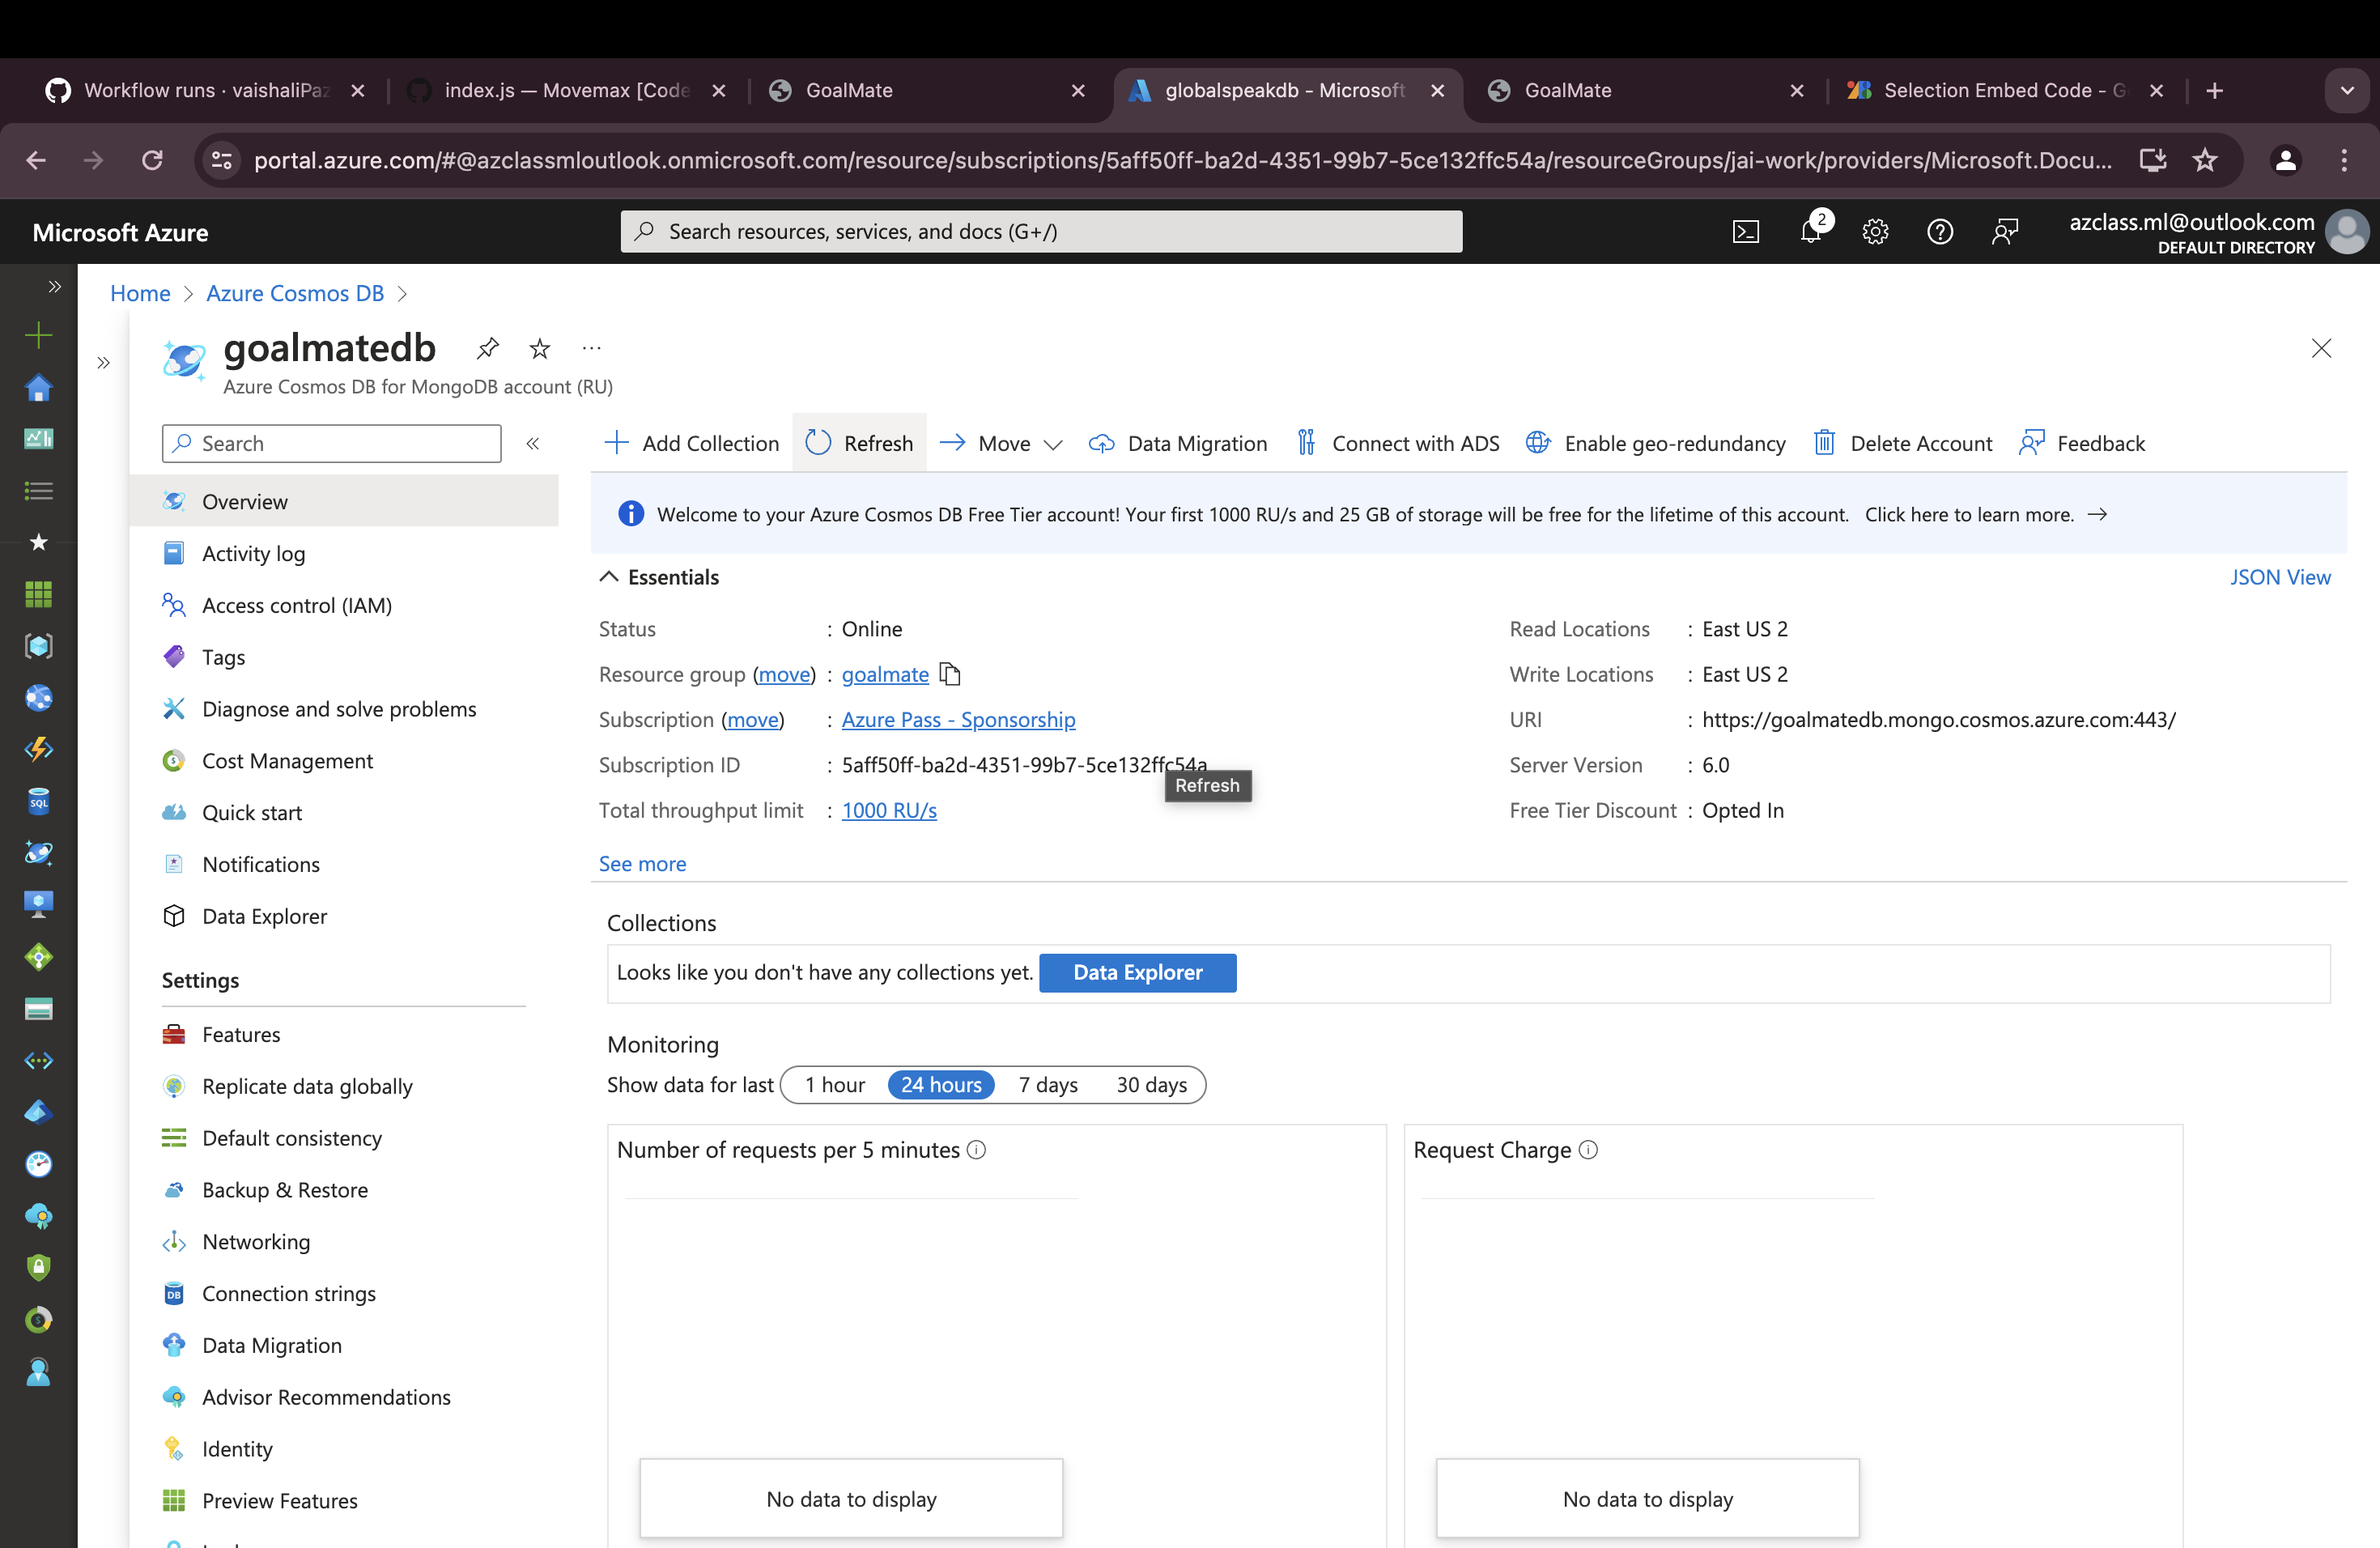 Workflow runs · vaishaliPaz
index.js — Movemax [Code
GoalMate
globalspeakdb - Microsoft
GoalMate
Selection Embed Code - G
portal.azure.com/#@azclassmloutlook.onmicrosoft.com/resource/subscriptions/5aff50ff-ba2d-4351-99b7-5ce132ffc54a/resourceGroups/jai-work/providers/Microsoft.Docu...
Microsoft Azure
Search resources, services, and docs (G+/)
2
azclass.ml@outlook.com
DEFAULT DIRECTORY
Home > Azure Cosmos DB >
goalmatedb
Azure Cosmos DB for MongoDB account (RU)
Search
Add Collection
Refresh
Move
Data Migration
Connect with ADS
Enable geo-redundancy
Delete Account
Feedback
Overview
Activity log
Access control (IAM)
Tags
Diagnose and solve problems
Cost Management
Quick start
Notifications
Data Explorer
Settings
Features
Replicate data globally
Default consistency
Backup & Restore
Networking
Connection strings
Data Migration
Advisor Recommendations
Identity
Preview Features
Welcome to your Azure Cosmos DB Free Tier account! Your first 1000 RU/s and 25 GB of storage will be free for the lifetime of this account. Click here to learn more. →
Essentials
JSON View
Status : Online
Resource group (move) : goalmate
Subscription (move) : Azure Pass - Sponsorship
Subscription ID : 5aff50ff-ba2d-4351-99b7-5ce132ffc54a
Total throughput limit : 1000 RU/s
Refresh
Read Locations : East US 2
Write Locations : East US 2
URI : https://goalmatedb.mongo.cosmos.azure.com:443/
Server Version : 6.0
Free Tier Discount : Opted In
See more
Collections
Looks like you don't have any collections yet. Data Explorer
Monitoring
Show data for last 1 hour 24 hours 7 days 30 days
Number of requests per 5 minutes
No data to display
Request Charge
No data to display